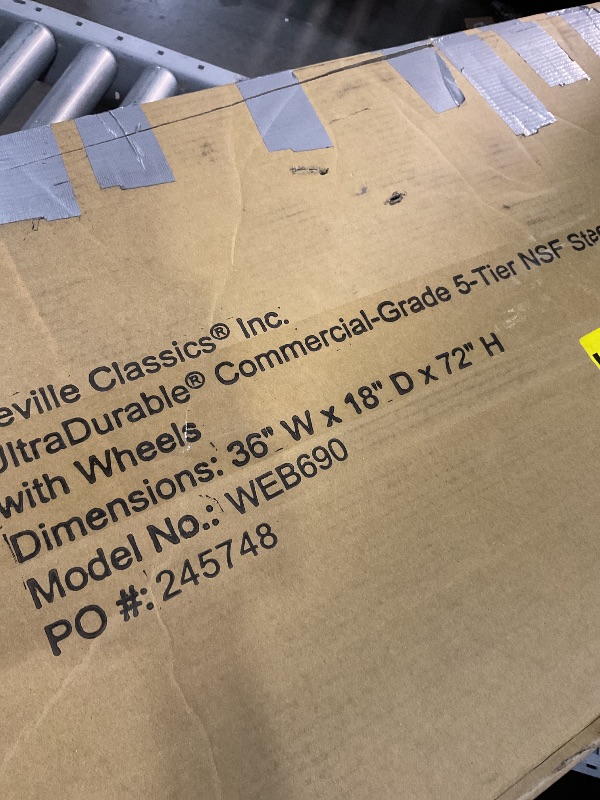 eville Classics® Inc.
UltraDurable® Commercial-Grade 5-Tier NSF Stee
with Wheels
Dimensions: 36" W x 18" D x 72" H
Model No.: WEB690
PO #: 245748